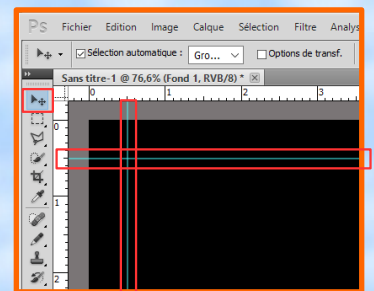 Ps Fichier Edition Image Calque Sélection Filtre Analys
Sélection automatique : Gro... Options de transf.
Sans titre-1 @ 76,6% (Fond 1, RVB/8) *
0 1 2 3
0
1
2